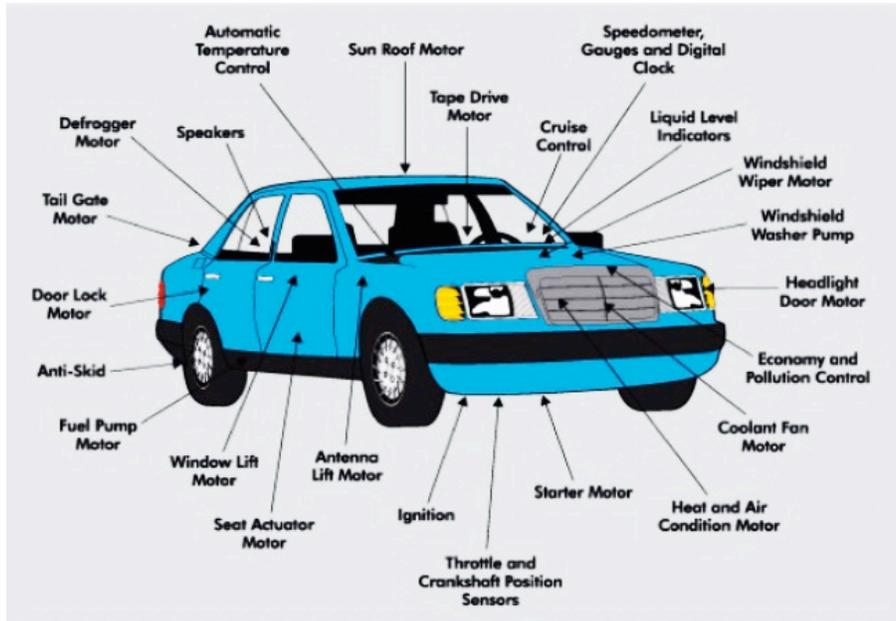 Automatic
Temperature
Control
Sun Roof Motor
Speedometer,
Gauges and Digital
Clock
Tape Drive
Motor
Cruise
Control
Liquid Level
Indicators
Defrogger
Motor
Speakers
Windshield
Wiper Motor
Tail Gate
Motor
Windshield
Washer Pump
Door Lock
Motor
Headlight
Door Motor
Anti-Skid
Economy and
Pollution Control
Fuel Pump
Motor
Coolant Fan
Motor
Window Lift
Motor
Antenna
Lift Motor
Starter Motor
Heat and Air
Condition Motor
Seat Actuator
Motor
Ignition
Throttle and
Crankshaft Position
Sensors